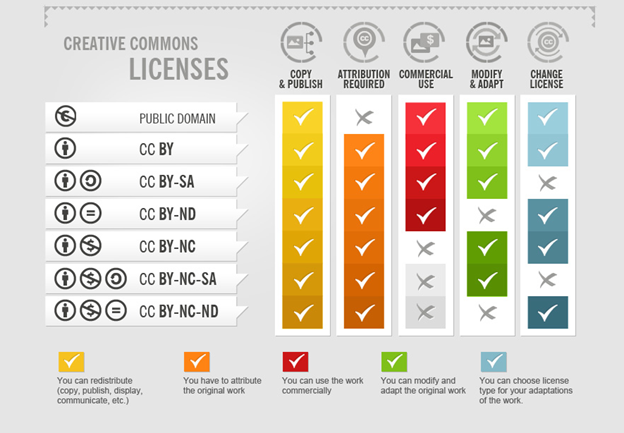 CREATIVE COMMONS
LICENSES
COPY
& PUBLISH
ATTRIBUTION
REQUIRED
COMMERCIAL
USE
MODIFY
& ADAPT
CHANGE
LICENSE
PUBLIC DOMAIN
CC BY
CC BY-SA
CC BY-ND
CC BY-NC
CC BY-NC-SA
CC BY-NC-ND
You can redistribute
(copy, publish, display,
communicate, etc.)
You have to attribute
the original work
You can use the work
commercially
You can modify and
adapt the original work
You can choose license
type for your adaptations
of the work.